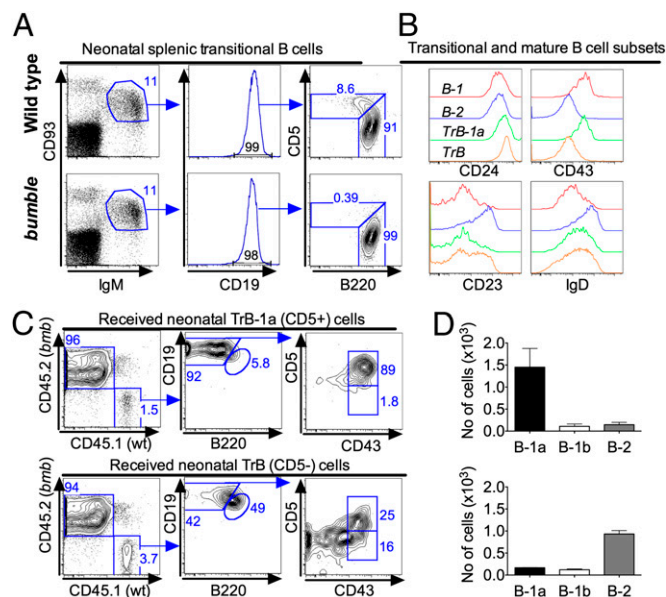 A
Neonatal splenic transitional B cells
Wild type
CD93
11
99
CD5
8.6
91
bumble
11
98
0.39
99
IgM
CD19
B220
B
Transitional and mature B cell subsets
B-1
B-2
TrB-1a
TrB
CD24
CD43
CD23
IgD
C
Received neonatal TrB-1a (CD5+) cells
CD45.2 (bmb)
96
1.5
CD19
92
5.8
CD5
89
1.8
CD45.1 (wt)
B220
CD43
Received neonatal TrB (CD5-) cells
CD45.2 (bmb)
94
3.7
CD19
42
49
CD5
25
16
CD45.1 (wt)
B220
CD43
D
No of cells (x10³)
2.0
1.5
1.0
0.5
0.0
B-1a
B-1b
B-2
No of cells (x10³)
2.0
1.5
1.0
0.5
0.0
B-1a
B-1b
B-2